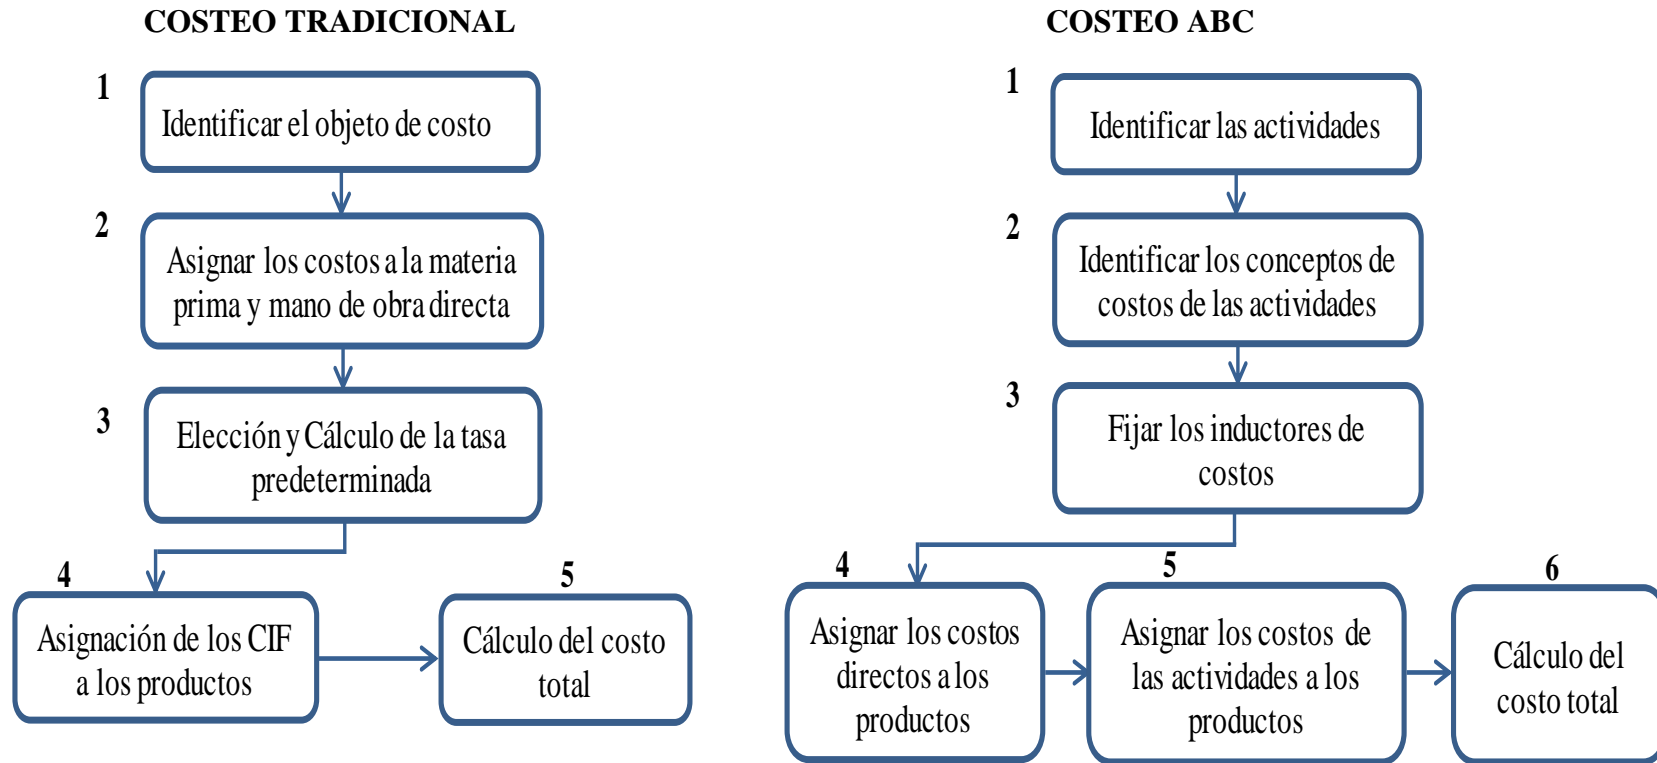 COSTEO TRADICIONAL
1
Identificar el objeto de costo
2
Asignar los costos a la materia
prima y mano de obra directa
3
Elección y Cálculo de la tasa
predeterminada
4
Asignación de los CIF
a los productos
5
Cálculo del costo
total
COSTEO ABC
1
Identificar las actividades
2
Identificar los conceptos de
costos de las actividades
3
Fijar los inductores de
costos
4
Asignar los costos
directos a los
productos
5
Asignar los costos de
las actividades a los
productos
6
Cálculo del
costo total